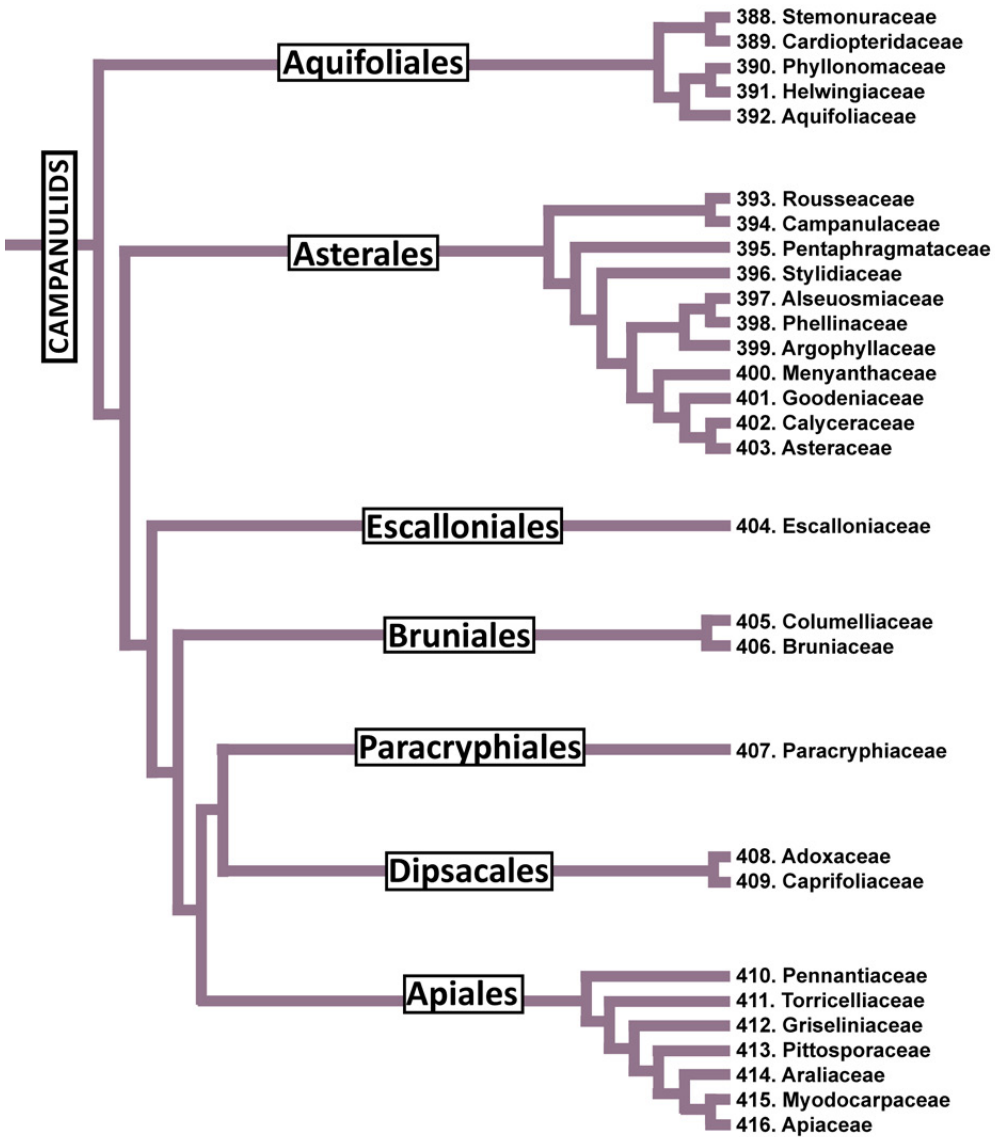 CAMPANULIDS
Aquifoliales
388. Stemonuraceae
389. Cardiopteridaceae
390. Phyllonomaceae
391. Helwingiaceae
392. Aquifoliaceae
Asterales
393. Rousseaceae
394. Campanulaceae
395. Pentaphragmataceae
396. Stylidiaceae
397. Alseuosmiaceae
398. Phellinaceae
399. Argophyllaceae
400. Menyanthaceae
401. Goodeniaceae
402. Calyceraceae
403. Asteraceae
Escalloniales
404. Escalloniaceae
Bruniales
405. Columelliaceae
406. Bruniaceae
Paracryphiales
407. Paracryphiaceae
Dipsacales
408. Adoxaceae
409. Caprifoliaceae
Apiales
410. Pennantiaceae
411. Torricelliaceae
412. Griseliniaceae
413. Pittosporaceae
414. Araliaceae
415. Myodocarpaceae
416. Apiaceae